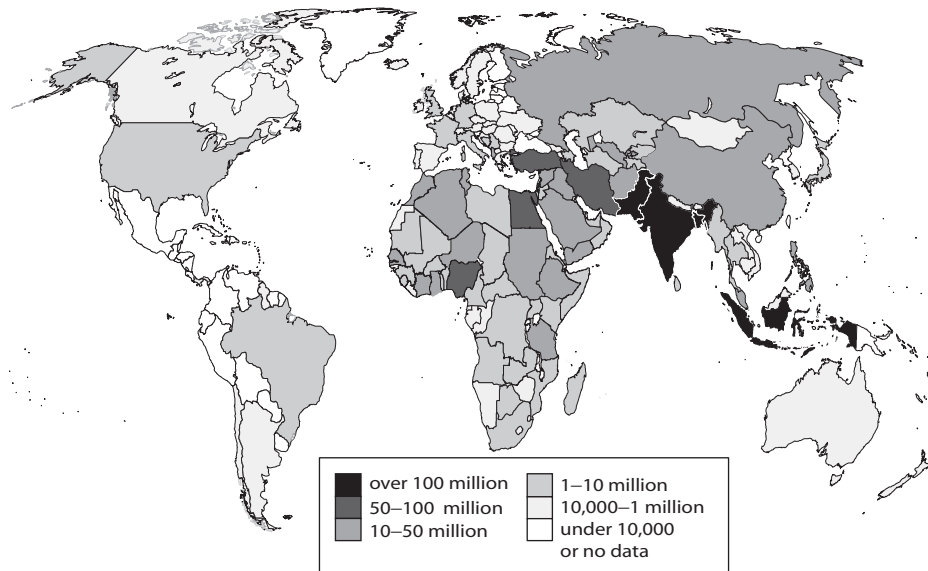 over 100 million
50–100 million
10–50 million
1–10 million
10,000–1 million
under 10,000
or no data